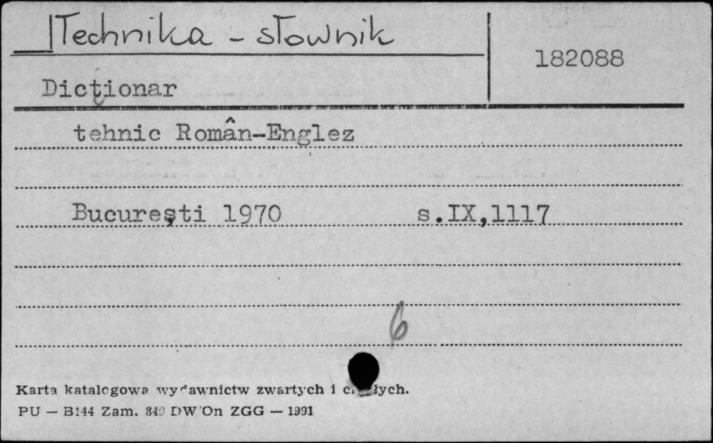 Technika - słownik
182088
Dicționar
tehnic Român-Englez
București 1970 s.IX,1117
6
Karta katalogowa wydawnictw zwartych i
PU — B144 Zam. DW On ZGG — 1991